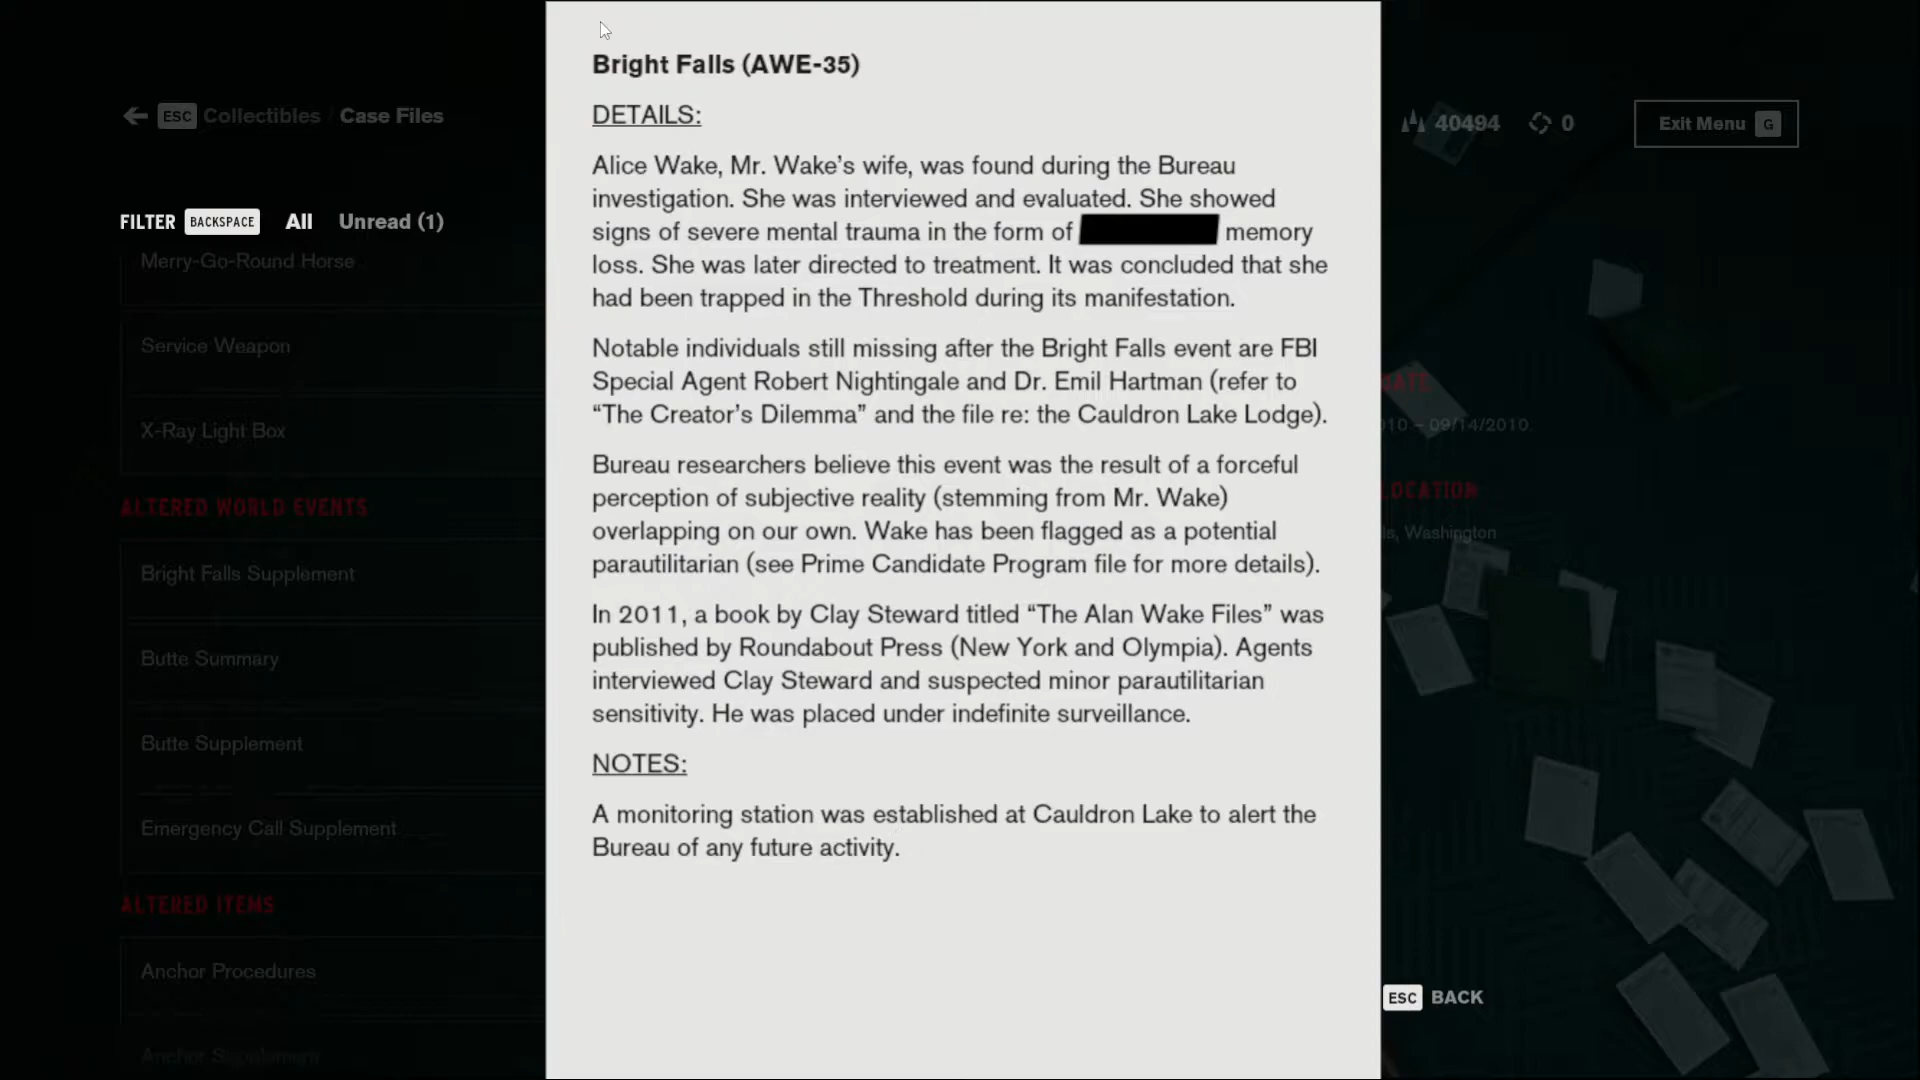 Bright Falls (AWE-35)
DETAILS:
Alice Wake, Mr. Wake's wife, was found during the Bureau
investigation. She was interviewed and evaluated. She showed
signs of severe mental trauma in the form of memory
loss. She was later directed to treatment. It was concluded that she
had been trapped in the Threshold during its manifestation.
Notable individuals still missing after the Bright Falls event are FBI
Special Agent Robert Nightingale and Dr. Emil Hartman (refer to
“The Creator's Dilemma” and the file re: the Cauldron Lake Lodge).
Bureau researchers believe this event was the result of a forceful
perception of subjective reality (stemming from Mr. Wake)
overlapping on our own. Wake has been flagged as a potential
parautilitarian (see Prime Candidate Program file for more details).
In 2011, a book by Clay Steward titled “The Alan Wake Files” was
published by Roundabout Press (New York and Olympia). Agents
interviewed Clay Steward and suspected minor parautilitarian
sensitivity. He was placed under indefinite surveillance.
NOTES:
A monitoring station was established at Cauldron Lake to alert the
Bureau of any future activity.
ESC Collectibles / Case Files
40494 0
Exit Menu G
FILTER BACKSPACE All Unread (1)
Merry-Go-Round Horse
Service Weapon
X-Ray Light Box
ALTERED WORLD EVENTS
Bright Falls Supplement
Butte Summary
Butte Supplement
Emergency Call Supplement
ALTERED ITEMS
Anchor Procedures
Anchor Supplement
09/14/2010
LOCATION
Washington
ESC BACK